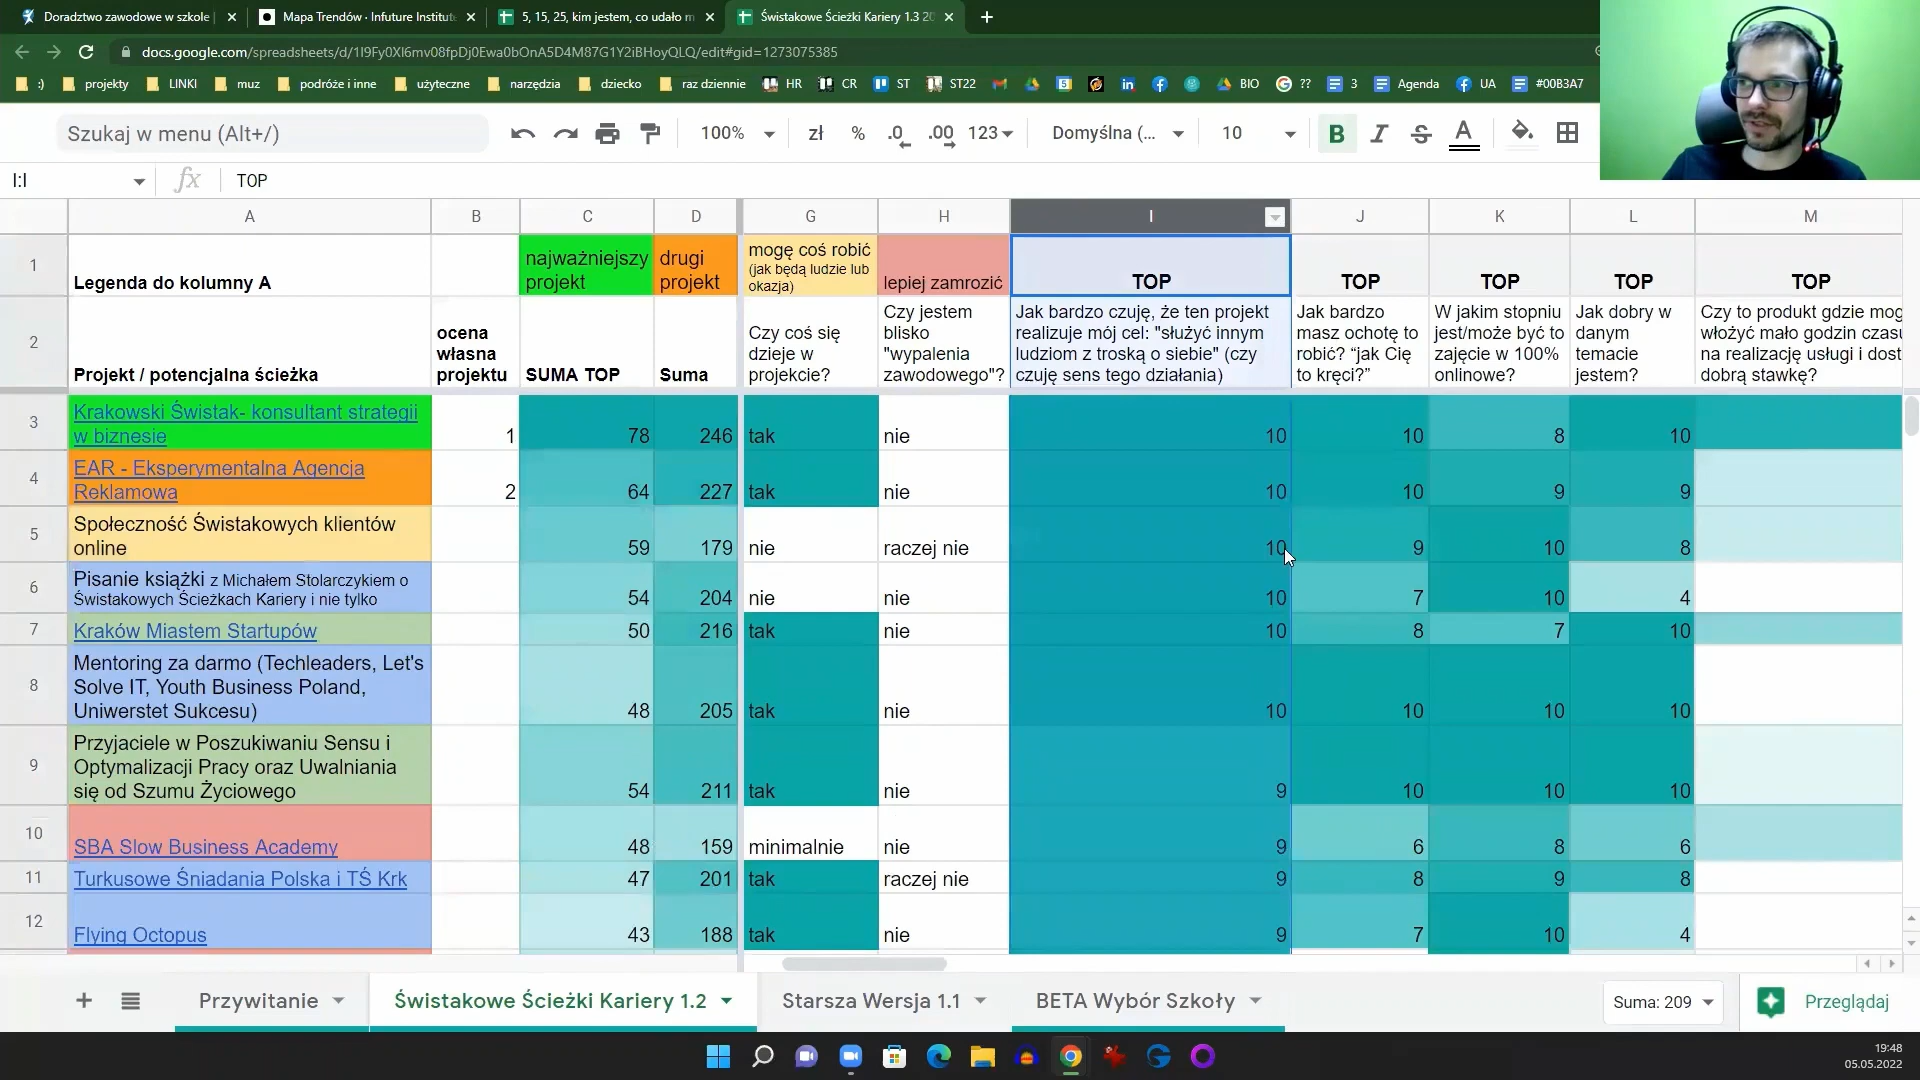 Doradztwo zawodowe w szkole
Mapa Trendów · Infuture Institute
5, 15, 25, kim jestem, co udało m
Świstakowe Ścieżki Kariery 1.3 20
docs.google.com/spreadsheets/d/1I9Fy0XI6mv08fpDj0Ewa0bOnA5D4M87G1Y2iBHoyQLQ/edit#gid=1273075385
:) projekty LINKI muz podróże i inne użyteczne narzędzia dziecko raz dziennie HR CR ST ST22 BIO ?? 3 Agenda UA #00B3A7
Szukaj w menu (Alt+/) 100% zł % .0 .00 123 Domyślna (... 10 B I S A
I:I fx TOP
A B C D G H I J K L M
1 Legenda do kolumny A
najważniejszy projekt
drugi projekt
mogę coś robić (jak będą ludzie lub okazja)
lepiej zamrozić
TOP TOP TOP TOP TOP
2 Projekt / potencjalna ścieżka
ocena własna projektu
SUMA TOP
Suma
Czy coś się dzieje w projekcie?
Czy jestem blisko "wypalenia zawodowego"?
Jak bardzo czuję, że ten projekt realizuje mój cel: "służyć innym ludziom z troską o siebie" (czy czuję sens tego działania)
Jak bardzo masz ochotę to robić? “jak Cię to kręci?”
W jakim stopniu jest/może być to zajęcie w 100% onlinowe?
Jak dobry w danym temacie jestem?
Czy to produkt gdzie mog włożyć mało godzin czasu na realizację usługi i dost dobrą stawkę?
3 Krakowski Świstak- konsultant strategii w biznesie 1 78 246 tak nie 10 10 8 10
4 EAR - Eksperymentalna Agencja Reklamowa 2 64 227 tak nie 10 10 9 9
5 Społeczność Świstakowych klientów online 59 179 nie raczej nie 10 9 10 8
6 Pisanie książki z Michałem Stolarczykiem o Świstakowych Ścieżkach Kariery i nie tylko 54 204 nie nie 10 7 10 4
7 Kraków Miastem Startupów 50 216 tak nie 10 8 7 10
8 Mentoring za darmo (Techleaders, Let's Solve IT, Youth Business Poland, Uniwerstet Sukcesu) 48 205 tak nie 10 10 10 10
9 Przyjaciele w Poszukiwaniu Sensu i Optymalizacji Pracy oraz Uwalniania się od Szumu Życiowego 54 211 tak nie 9 10 10 10
10 SBA Slow Business Academy 48 159 minimalnie nie 9 6 8 6
11 Turkusowe Śniadania Polska i TŚ Krk 47 201 tak raczej nie 9 8 9 8
12 Flying Octopus 43 188 tak nie 9 7 10 4
Przywitanie Świstakowe Ścieżki Kariery 1.2 Starsza Wersja 1.1 BETA Wybór Szkoły Suma: 209 Przeglądaj
19:48
05.05.2022